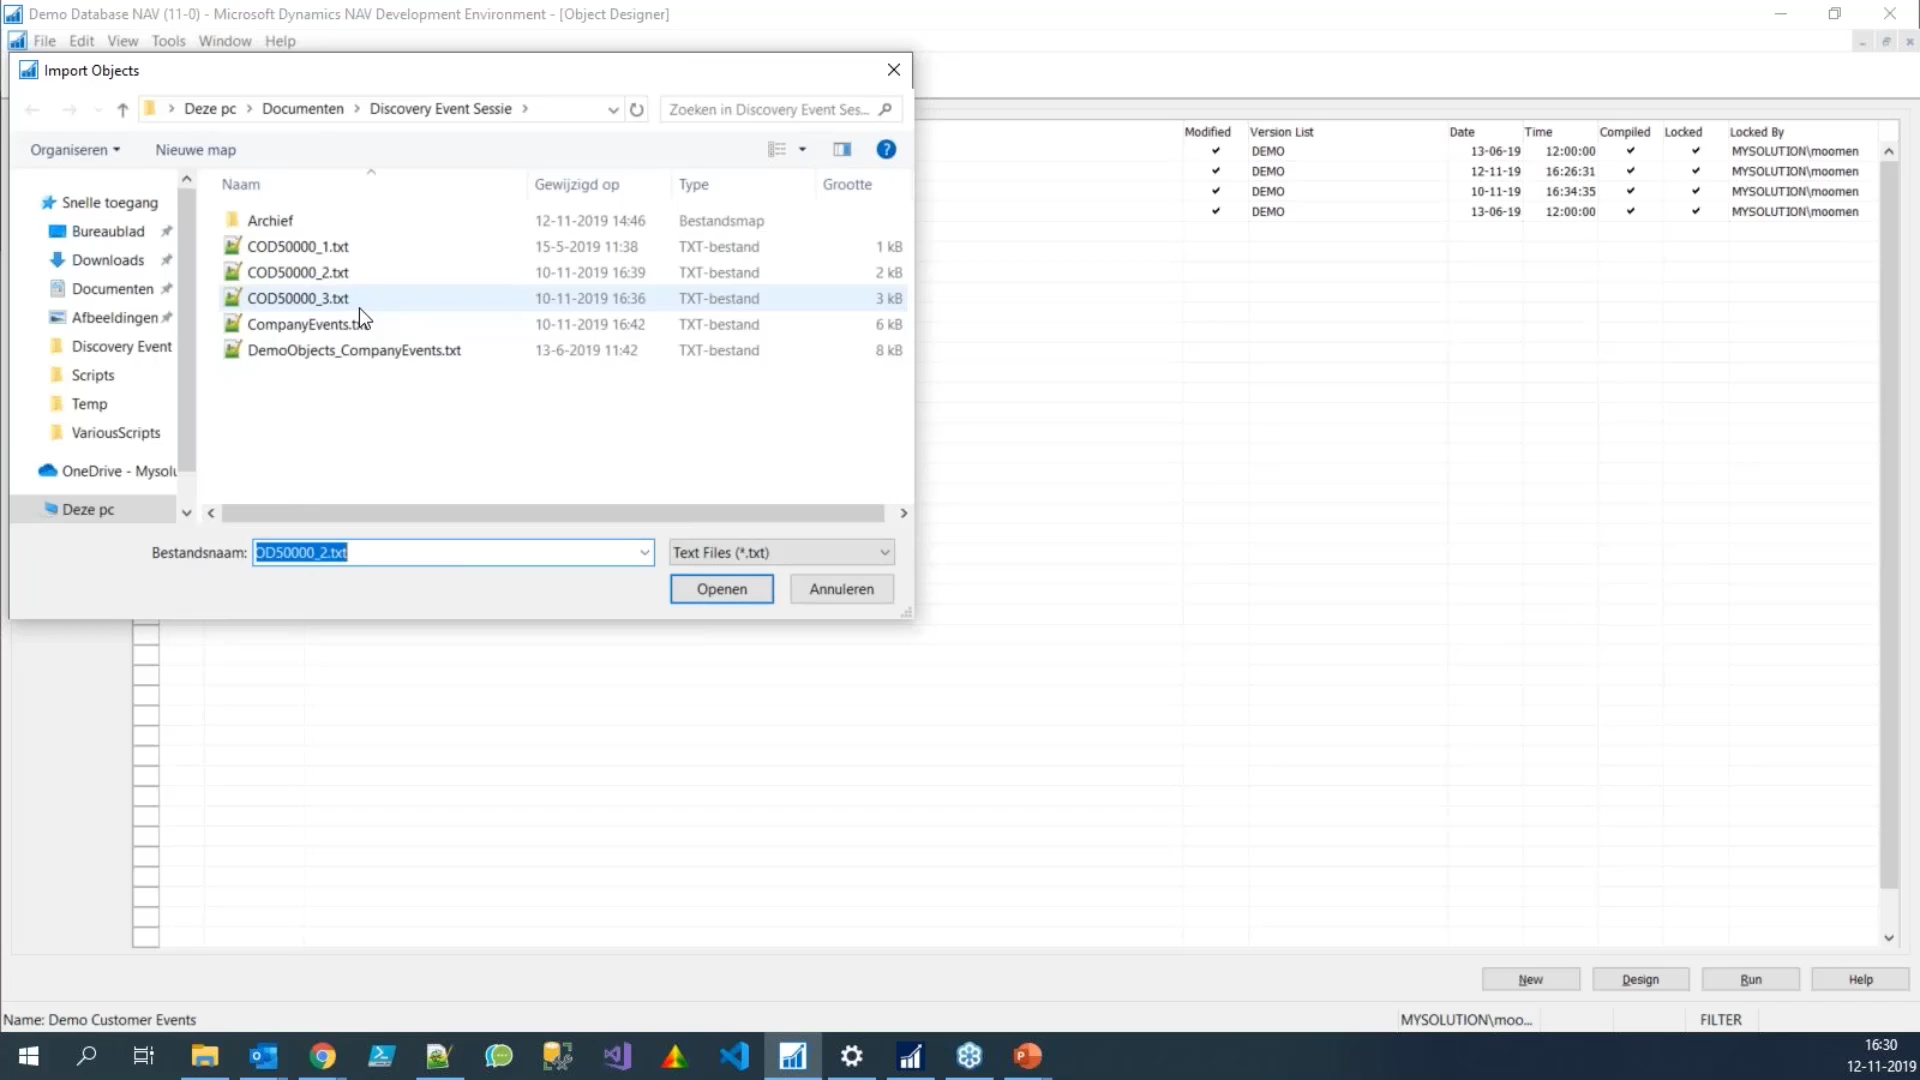 Demo Database NAV (11-0) - Microsoft Dynamics NAV Development Environment - [Object Designer]
File Edit View Tools Window Help
Import Objects
Deze pc > Documenten > Discovery Event Sessie >
Zoeken in Discovery Event Ses...
Organiseren
Nieuwe map
Naam Gewijzigd op Type Grootte
Archief 12-11-2019 14:46 Bestandsmap
COD50000_1.txt 15-5-2019 11:38 TXT-bestand 1 kB
COD50000_2.txt 10-11-2019 16:39 TXT-bestand 2 kB
COD50000_3.txt 10-11-2019 16:36 TXT-bestand 3 kB
CompanyEvents.txt 10-11-2019 16:42 TXT-bestand 6 kB
DemoObjects_CompanyEvents.txt 13-6-2019 11:42 TXT-bestand 8 kB
Snelle toegang
Bureaublad
Downloads
Documenten
Afbeeldingen
Discovery Event
Scripts
Temp
VariousScripts
OneDrive - Mysolu
Deze pc
Bestandsnaam: OD50000_2.txt
Text Files (*.txt)
Openen Annuleren
Modified Version List Date Time Compiled Locked Locked By
DEMO 13-06-19 12:00:00 MYSOLUTION\moomen
DEMO 12-11-19 16:26:31 MYSOLUTION\moomen
DEMO 10-11-19 16:34:35 MYSOLUTION\moomen
DEMO 13-06-19 12:00:00 MYSOLUTION\moomen
New Design Run Help
Name: Demo Customer Events
MYSOLUTION\moo...
FILTER
16:30
12-11-2019